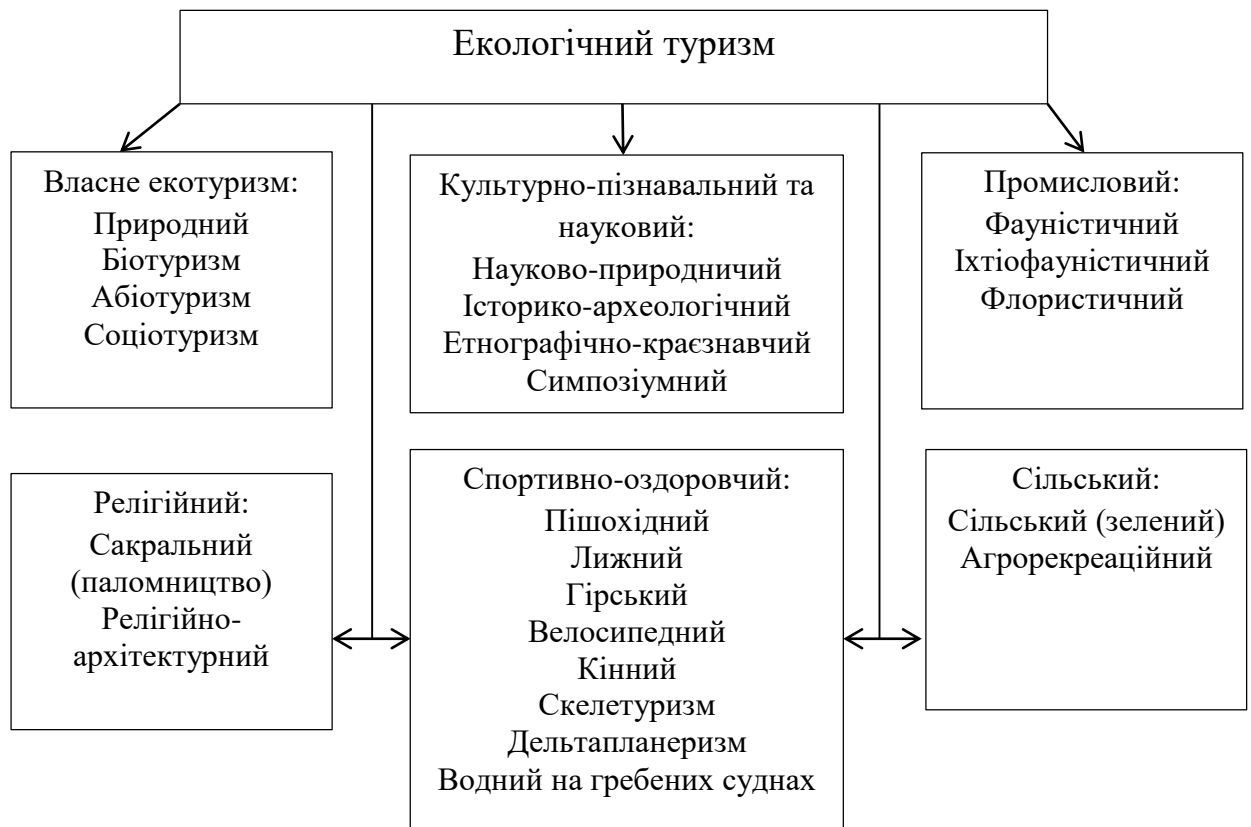 Екологічний туризм
Власне екотуризм:
Природний
Біотуризм
Абіотуризм
Соціотуризм
Культурно-пізнавальний та
науковий:
Науково-природничий
Історико-археологічний
Етнографічно-краєзнавчий
Симпозіумний
Промисловий:
Фауністичний
Іхтіофауністичний
Флористичний
Релігійний:
Сакральний
(паломництво)
Релігійно-
архітектурний
Спортивно-оздоровчий:
Пішохідний
Лижний
Гірський
Велосипедний
Кінний
Скелетуризм
Дельтапланеризм
Водний на гребених суднах
Сільський:
Сільський (зелений)
Агрорекреаційний